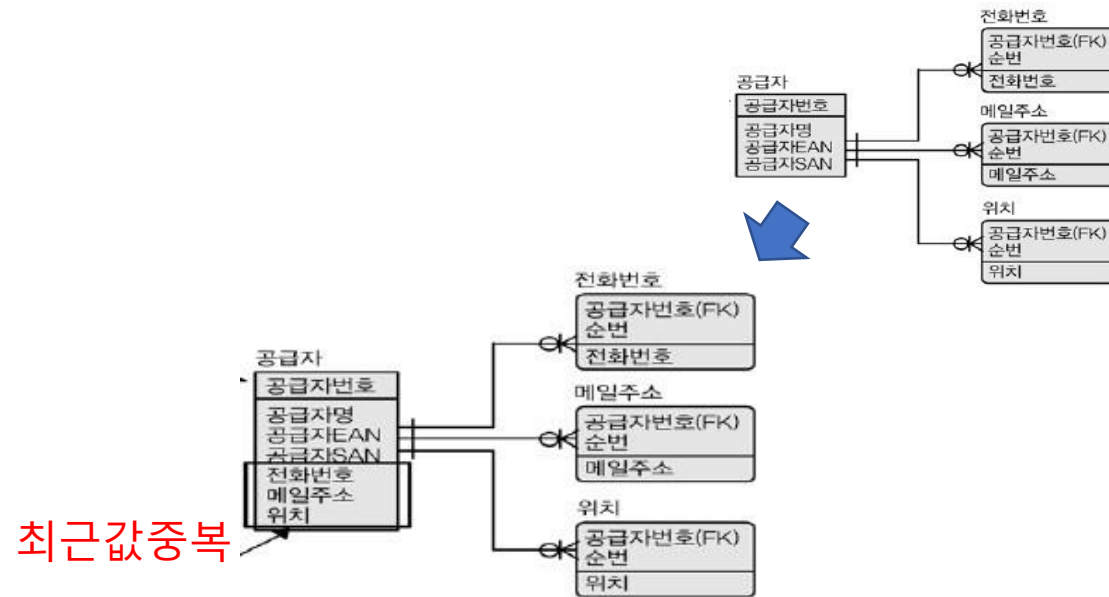 전화번호
공급자번호(FK)
순번
전화번호
공급자
공급자번호
공급자명
공급자EAN
공급자SAN
메일주소
공급자번호(FK)
순번
메일주소
위치
공급자번호(FK)
순번
위치
전화번호
공급자번호(FK)
순번
전화번호
공급자
공급자번호
공급자명
공급자EAN
공급자SAN
전화번호
메일주소
위치
메일주소
공급자번호(FK)
순번
메일주소
위치
공급자번호(FK)
순번
위치
최근값중복